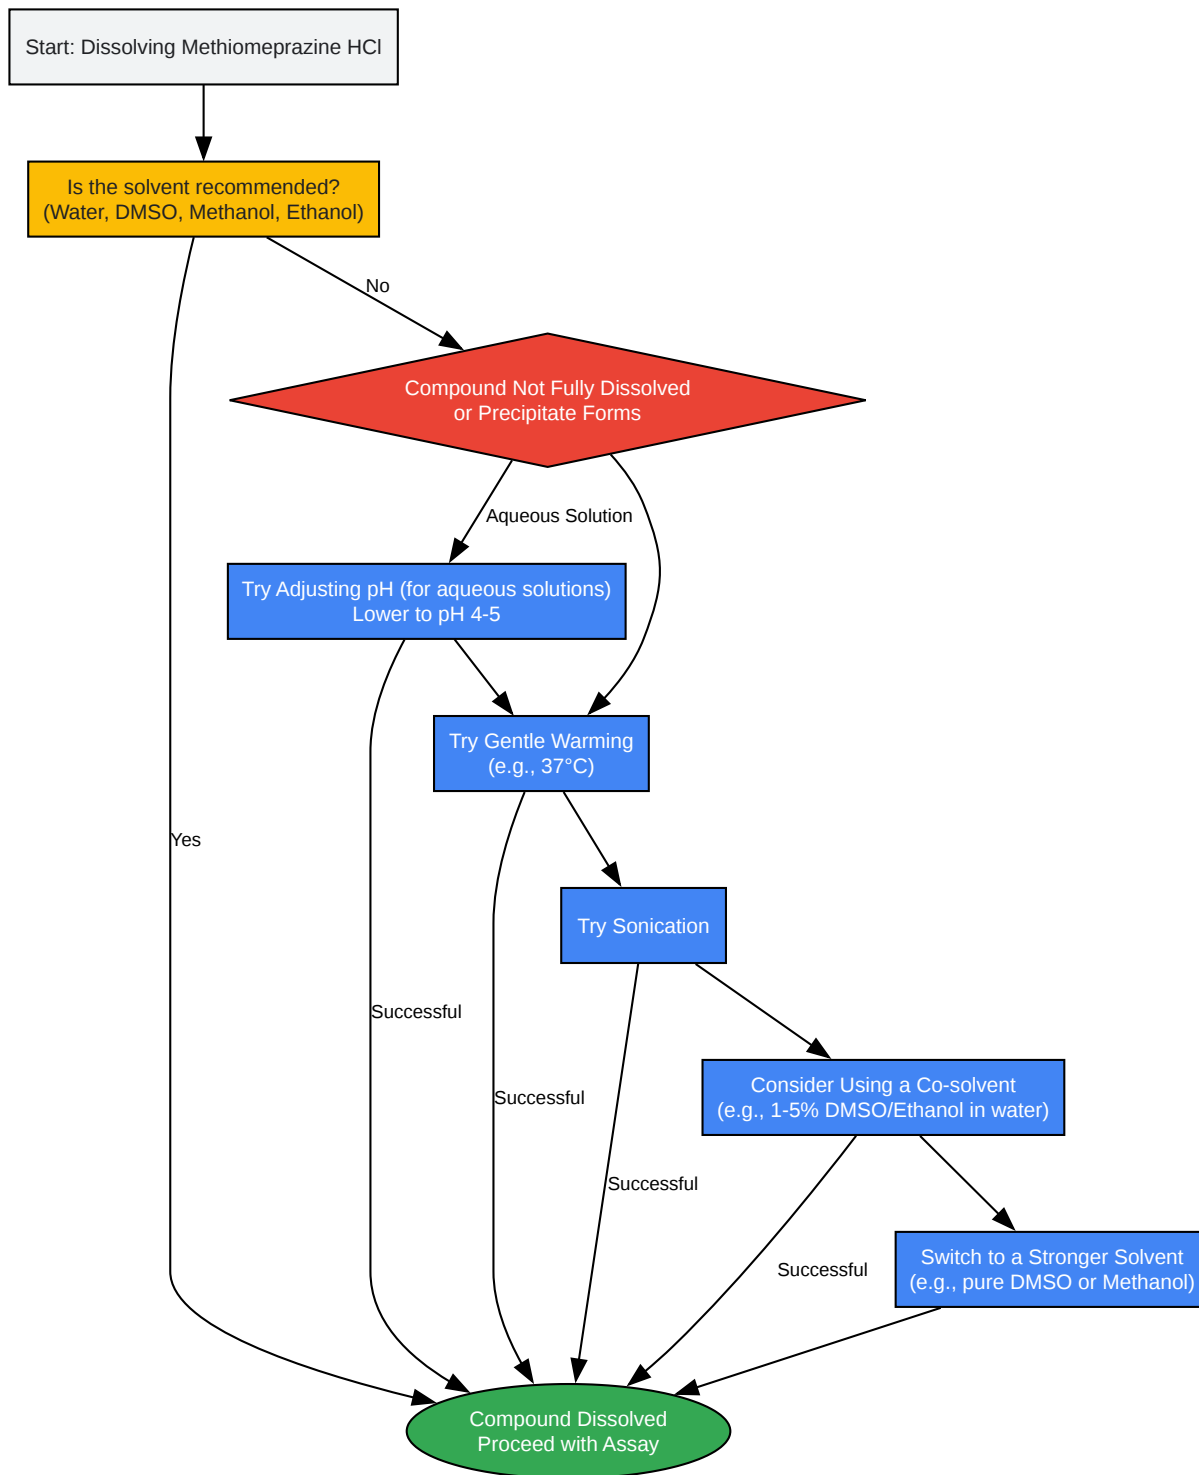 Start: Dissolving Methiomeprazine HCl
Is the solvent recommended?
(Water, DMSO, Methanol, Ethanol)
No
Compound Not Fully Dissolved
or Precipitate Forms
Aqueous Solution
Try Adjusting pH (for aqueous solutions)
Lower to pH 4-5
Try Gentle Warming
(e.g., 37°C)
Yes
Try Sonication
Successful
Consider Using a Co-solvent
(e.g., 1-5% DMSO/Ethanol in water)
Successful
Successful
Switch to a Stronger Solvent
(e.g., pure DMSO or Methanol)
Successful
Compound Dissolved
Proceed with Assay